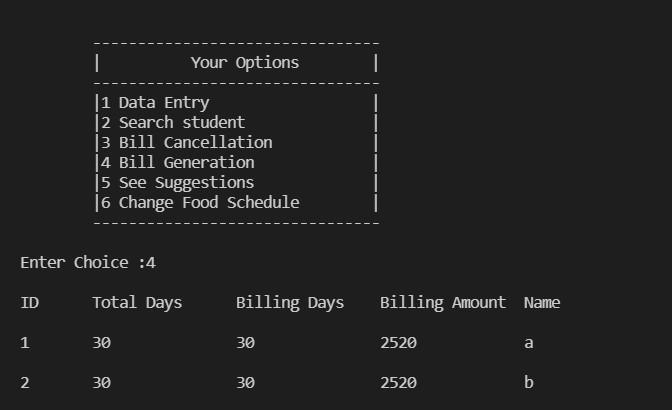 --------------------------------
|          Your Options        |
--------------------------------
|1 Data Entry                  |
|2 Search student              |
|3 Bill Cancellation           |
|4 Bill Generation             |
|5 See Suggestions             |
|6 Change Food Schedule        |
--------------------------------
Enter Choice :4
ID      Total Days      Billing Days    Billing Amount  Name
1       30              30              2520            a
2       30              30              2520            b